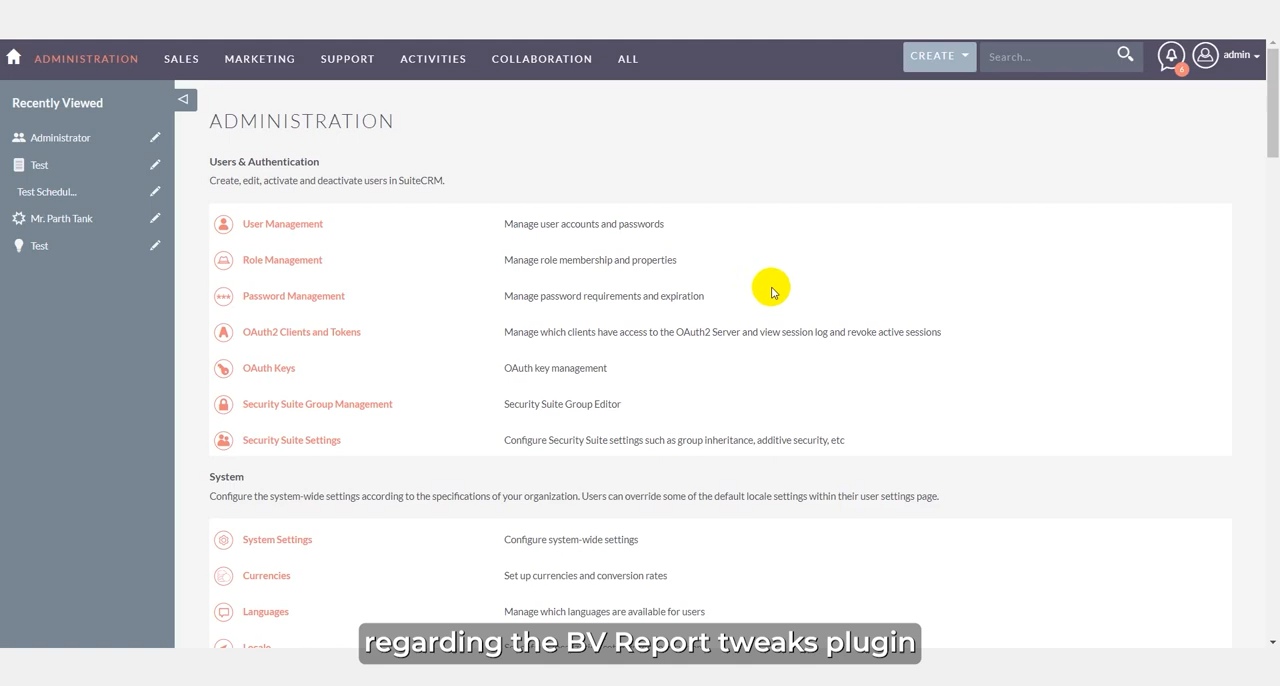 ADMINISTRATION SALES MARKETING SUPPORT ACTIVITIES COLLABORATION ALL CREATE Search... 6 admin
Recently Viewed
Administrator
Test
Test Schedul...
Mr. Parth Tank
Test
ADMINISTRATION
Users & Authentication
Create, edit, activate and deactivate users in SuiteCRM.
User Management Manage user accounts and passwords
Role Management Manage role membership and properties
Password Management Manage password requirements and expiration
OAuth2 Clients and Tokens Manage which clients have access to the OAuth2 Server and view session log and revoke active sessions
OAuth Keys OAuth key management
Security Suite Group Management Security Suite Group Editor
Security Suite Settings Configure Security Suite settings such as group inheritance, additive security, etc
System
Configure the system-wide settings according to the specifications of your organization. Users can override some of the default locale settings within their user settings page.
System Settings Configure system-wide settings
Currencies Set up currencies and conversion rates
Languages Manage which languages are available for users
Locale
regarding the BV Report tweaks plugin